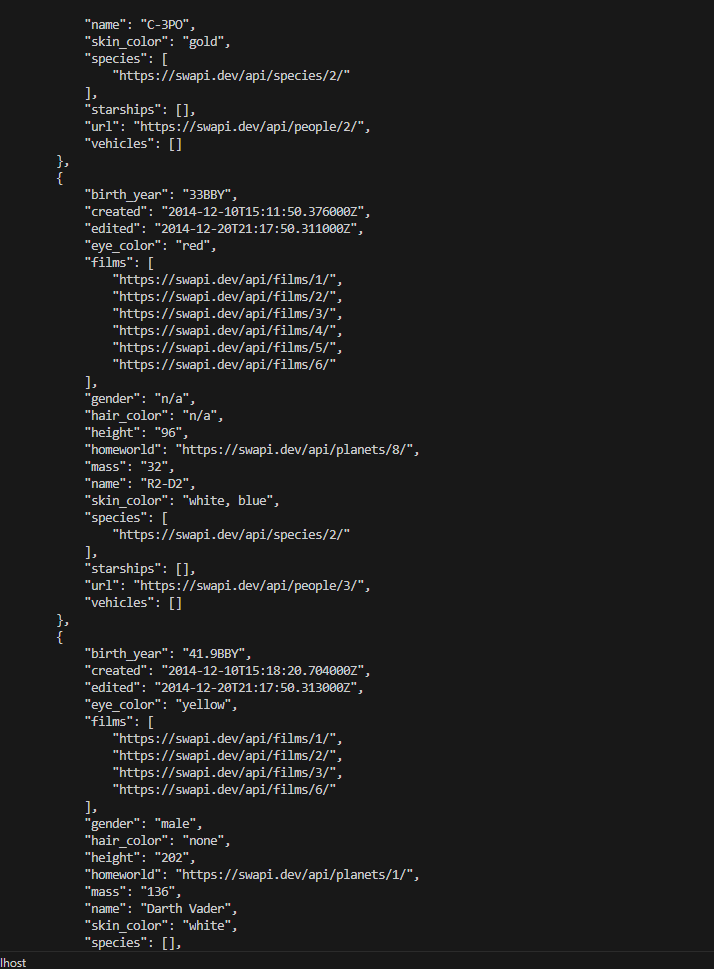 "name": "C-3PO",
"skin_color": "gold",
"species": [
"https://swapi.dev/api/species/2/"
],
"starships": [],
"url": "https://swapi.dev/api/people/2/",
"vehicles": []
},
{
"birth_year": "33BBY",
"created": "2014-12-10T15:11:50.376000Z",
"edited": "2014-12-20T21:17:50.311000Z",
"eye_color": "red",
"films": [
"https://swapi.dev/api/films/1/",
"https://swapi.dev/api/films/2/",
"https://swapi.dev/api/films/3/",
"https://swapi.dev/api/films/4/",
"https://swapi.dev/api/films/5/",
"https://swapi.dev/api/films/6/"
],
"gender": "n/a",
"hair_color": "n/a",
"height": "96",
"homeworld": "https://swapi.dev/api/planets/8/",
"mass": "32",
"name": "R2-D2",
"skin_color": "white, blue",
"species": [
"https://swapi.dev/api/species/2/"
],
"starships": [],
"url": "https://swapi.dev/api/people/3/",
"vehicles": []
},
{
"birth_year": "41.9BBY",
"created": "2014-12-10T15:18:20.704000Z",
"edited": "2014-12-20T21:17:50.313000Z",
"eye_color": "yellow",
"films": [
"https://swapi.dev/api/films/1/",
"https://swapi.dev/api/films/2/",
"https://swapi.dev/api/films/3/",
"https://swapi.dev/api/films/6/"
],
"gender": "male",
"hair_color": "none",
"height": "202",
"homeworld": "https://swapi.dev/api/planets/1/",
"mass": "136",
"name": "Darth Vader",
"skin_color": "white",
"species": [],
lhost